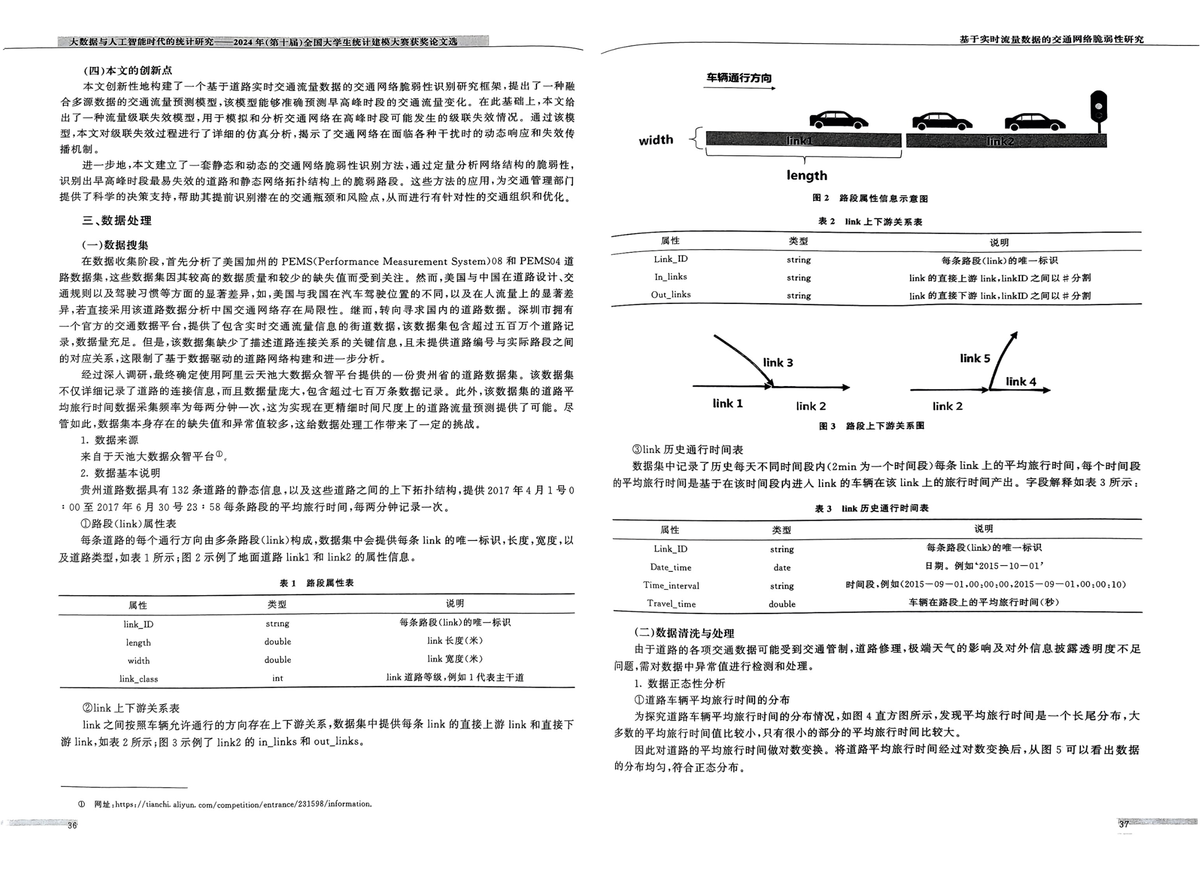 大数据与人工智能时代的统计研究——2024年(第十届)全国大学生统计建模大赛获奖论文选
(四)本文的创新点
本文创新性地构建了一个基于道路实时交通流量数据的交通网络脆弱性识别研究框架,提出了一种融
合多源数据的交通流量预测模型,该模型能够准确预测早高峰时段的交通流量变化。在此基础上,本文给
出了一种流量级联失效模型,用于模拟和分析交通网络在高峰时段可能发生的级联失效情况。通过该模
型,本文对级联失效过程进行了详细的仿真分析,揭示了交通网络在面临各种干扰时的动态响应和失效传
播机制。
进一步地,本文建立了一套静态和动态的交通网络脆弱性识别方法,通过定量分析网络结构的脆弱性,
识别出早高峰时段最易失效的道路和静态网络拓扑结构上的脆弱路段。这些方法的应用,为交通管理部门
提供了科学的决策支持,帮助其提前识别潜在的交通瓶颈和风险点,从而进行有针对性的交通组织和优化。
三、数据处理
(一)数据搜集
在数据收集阶段,首先分析了美国加州的 PEMS(Performance Measurement System)08 和 PEMS04 道
路数据集,这些数据集因其较高的数据质量和较少的缺失值而受到关注。然而,美国与中国在道路设计、交
通规则以及驾驶习惯等方面的显著差异,如,美国与我国在汽车驾驶位置的不同,以及在人流量上的显著差
异,若直接采用该道路数据分析中国交通网络存在局限性。继而,转向寻求国内的道路数据。深圳市拥有
一个官方的交通数据平台,提供了包含实时交通流量信息的街道数据,该数据集包含超过五百万个道路记
录,数据量充足。但是,该数据集缺少了描述道路连接关系的关键信息,且未提供道路编号与实际路段之间
的对应关系,这限制了基于数据驱动的道路网络构建和进一步分析。
经过深入调研,最终确定使用阿里云天池大数据众智平台提供的一份贵州省的道路数据集。该数据集
不仅详细记录了道路的连接信息,而且数据量庞大,包含超过七百万条数据记录。此外,该数据集的道路平
均旅行时间数据采集频率为每两分钟一次,这为实现在更精细时间尺度上的道路流量预测提供了可能。尽
管如此,数据集本身存在的缺失值和异常值较多,这给数据处理工作带来了一定的挑战。
1. 数据来源
来自于天池大数据众智平台①。
2. 数据基本说明
贵州道路数据具有 132 条道路的静态信息,以及这些道路之间的上下拓扑结构,提供 2017 年 4 月 1 号 0
:00 至 2017 年 6 月 30 号 23:58 每条路段的平均旅行时间,每两分钟记录一次。
①路段(link)属性表
每条道路的每个通行方向由多条路段(link)构成,数据集中会提供每条 link 的唯一标识,长度,宽度,以
及道路类型,如表 1 所示;图 2 示例了地面道路 link1 和 link2 的属性信息。
表 1 路段属性表
属性 类型 说明
link_ID string 每条路段(link)的唯一标识
length double link 长度(米)
width double link 宽度(米)
link_class int link 道路等级,例如 1 代表主干道
②link 上下游关系表
link 之间按照车辆允许通行的方向存在上下游关系,数据集中提供每条 link 的直接上游 link 和直接下
游 link,如表 2 所示;图 3 示例了 link2 的 in_links 和 out_links。
① 网址:https://tianchi.aliyun.com/competition/entrance/231598/information.
36
基于实时流量数据的交通网络脆弱性研究
车辆通行方向
width
link1
link2
length
图 2 路段属性信息示意图
表 2 link 上下游关系表
属性 类型 说明
Link_ID string 每条路段(link)的唯一标识
In_links string link 的直接上游 link,linkID 之间以 # 分割
Out_links string link 的直接下游 link,linkID 之间以 # 分割
link 3
link 1
link 2
link 5
link 4
link 2
图 3 路段上下游关系图
③link 历史通行时间表
数据集中记录了历史每天不同时间段内(2min 为一个时间段)每条 link 上的平均旅行时间,每个时间段
的平均旅行时间是基于在该时间段内进入 link 的车辆在该 link 上的旅行时间产出。字段解释如表 3 所示:
表 3 link 历史通行时间表
属性 类型 说明
Link_ID string 每条路段(link)的唯一标识
Date_time date 日期。例如‘2015-10-01’
Time_interval string 时间段,例如(2015-09-01,00:00:00,2015-09-01,00:00:10)
Travel_time double 车辆在路段上的平均旅行时间(秒)
(二)数据清洗与处理
由于道路的各项交通数据可能受到交通管制,道路修理,极端天气的影响及对外信息披露透明度不足
问题,需对数据中异常值进行检测和处理。
1. 数据正态性分析
①道路车辆平均旅行时间的分布
为探究道路车辆平均旅行时间的分布情况,如图 4 直方图所示,发现平均旅行时间是一个长尾分布,大
多数的平均旅行时间值比较小,只有很小的部分的平均旅行时间比较大。
因此对道路的平均旅行时间做对数变换。将道路平均旅行时间经过对数变换后,从图 5 可以看出数据
的分布均匀,符合正态分布。
37